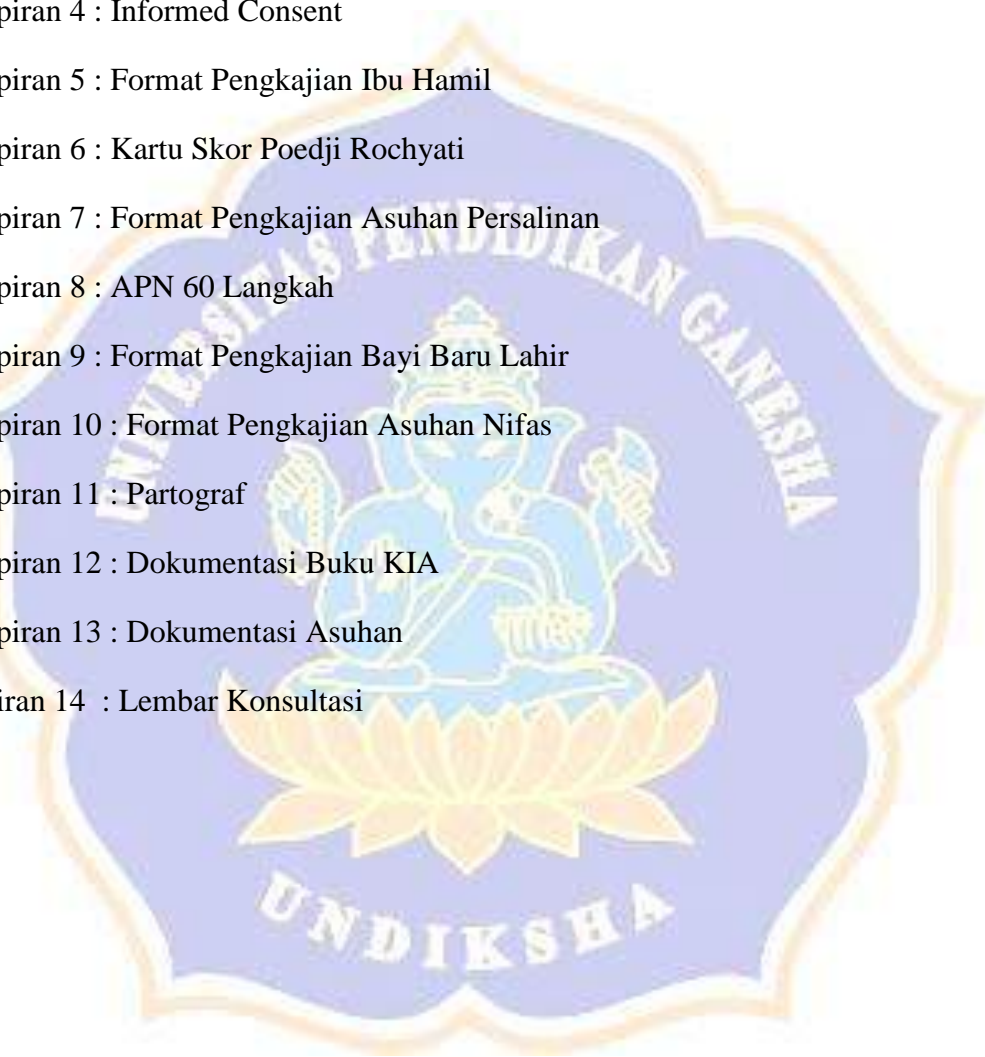 piran 4 : Informed Consent
piran 5 : Format Pengkajian Ibu Hamil
piran 6 : Kartu Skor Poedji Rochyati
piran 7 : Format Pengkajian Asuhan Persalinan
UNIVERSITAS PENDIDIKAN GANESHA
piran 8 : APN 60 Langkah
piran 9 : Format Pengkajian Bayi Baru Lahir
piran 10 : Format Pengkajian Asuhan Nifas
piran 11 : Partograf
piran 12 : Dokumentasi Buku KIA
piran 13 : Dokumentasi Asuhan
iran 14 : Lembar Konsultasi
UNDIKSHA